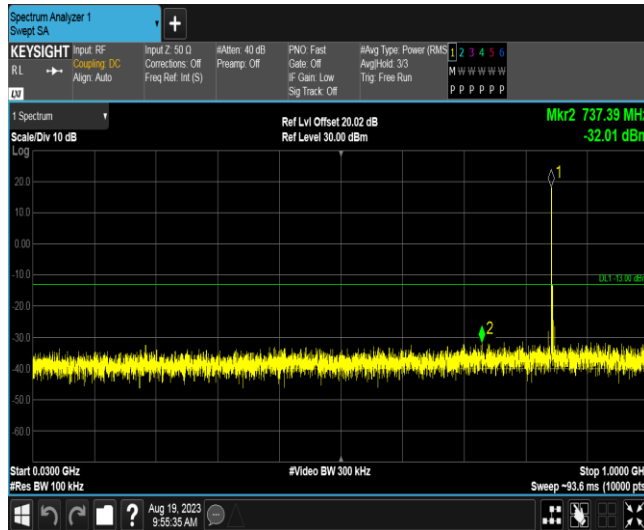 Spectrum Analyzer 1
Swept SA
+
KEYSIGHT Input: RF Input Z: 50 Ω #Atten: 40 dB PNO: Fast #Avg Type: Power (RMS 1 2 3 4 5 6
RL Coupling: DC Corrections: Off Preamp: Off Gate: Off Avg|Hold: 3/3 M W W W W W
Align: Auto Freq Ref: Int (S) IF Gain: Low Trig: Free Run
LXI Sig Track: Off P P P P P P
1 Spectrum Ref Lvl Offset 20.02 dB Mkr2 737.39 MHz
Scale/Div 10 dB Ref Level 30.00 dBm -32.01 dBm
Log
1
20.0
10.0
0.00
-10.0
DL1 -13.00 dBm
-20.0
-30.0 2
-40.0
-50.0
-60.0
Start 0.0300 GHz #Video BW 300 kHz Stop 1.0000 GH
#Res BW 100 kHz Sweep ~93.6 ms (10000 pts
? Aug 19, 2023
9:55:35 AM